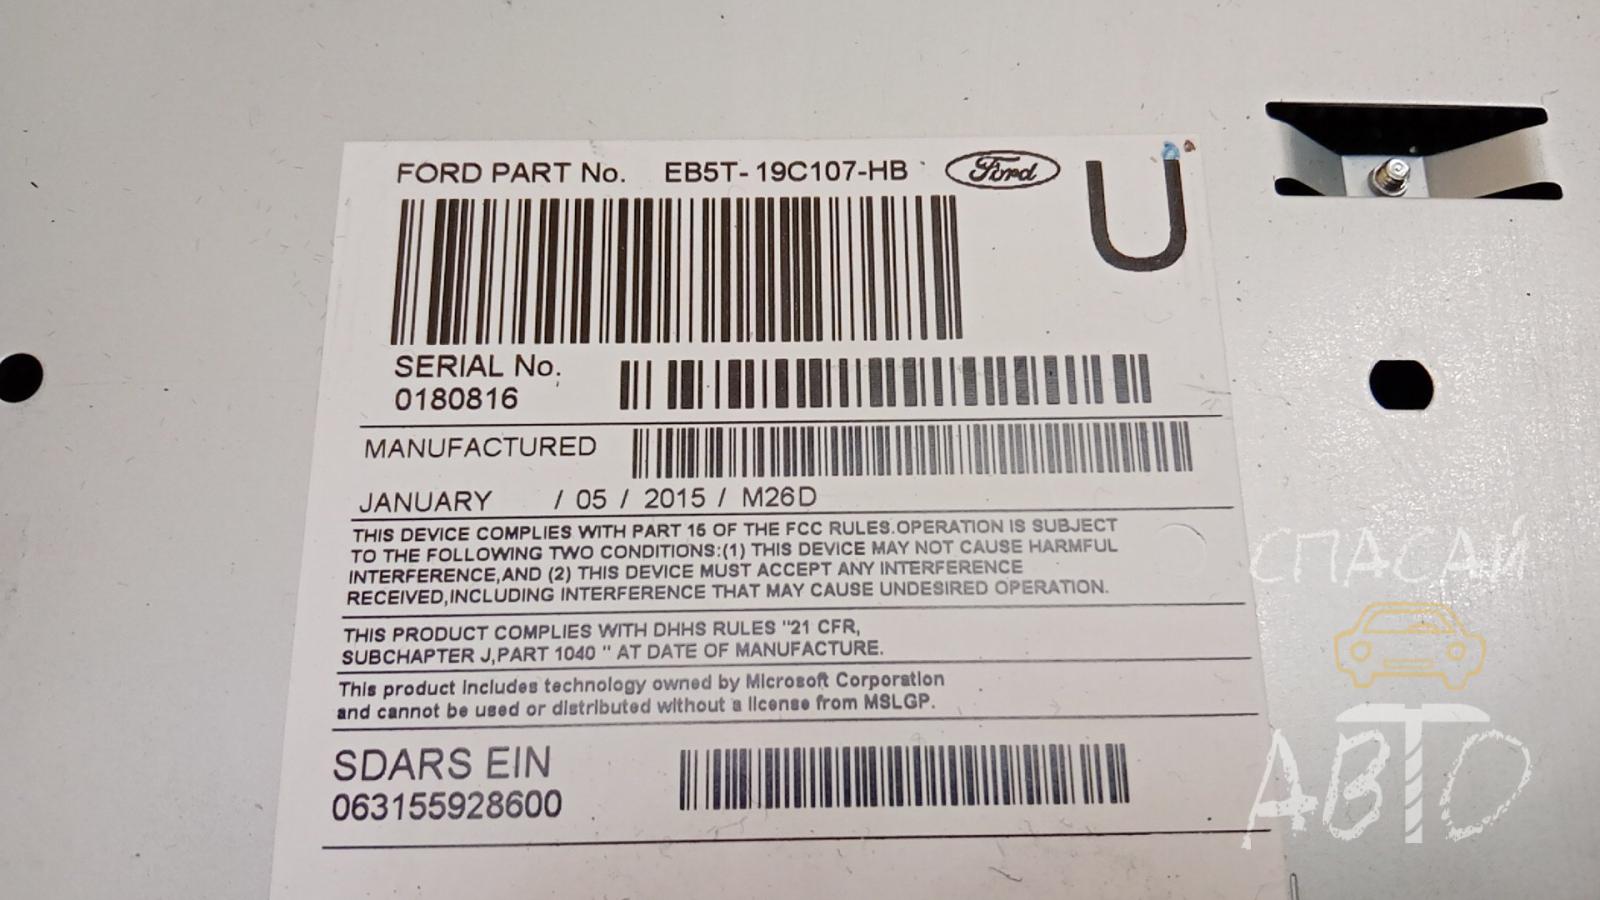 FORD PART No. EB5T-19C107-HB Ford U
SERIAL No.
0180816
MANUFACTURED
JANUARY / 05 / 2015 / M26D
THIS DEVICE COMPLIES WITH PART 15 OF THE FCC RULES.OPERATION IS SUBJECT
TO THE FOLLOWING TWO CONDITIONS:(1) THIS DEVICE MAY NOT CAUSE HARMFUL
INTERFERENCE,AND (2) THIS DEVICE MUST ACCEPT ANY INTERFERENCE
RECEIVED,INCLUDING INTERFERENCE THAT MAY CAUSE UNDESIRED OPERATION.
THIS PRODUCT COMPLIES WITH DHHS RULES "21 CFR,
SUBCHAPTER J,PART 1040 " AT DATE OF MANUFACTURE.
This product includes technology owned by Microsoft Corporation
and cannot be used or distributed without a license from MSLGP.
SDARS EIN
063155928600
СПАСАЙ
АВТО